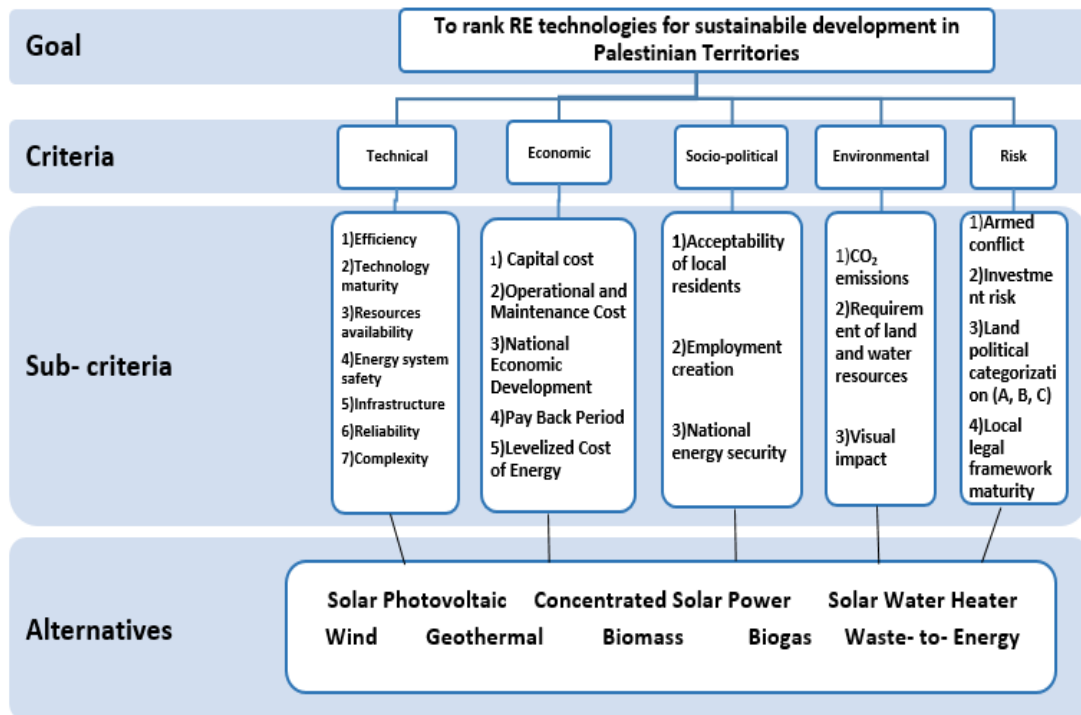 Goal
To rank RE technologies for sustainabile development in
Palestinian Territories
Criteria
Technical
Economic
Socio-political
Environmental
Risk
Sub- criteria
1)Efficiency
2)Technology
maturity
3)Resources
availability
4)Energy system
safety
5)Infrastructure
6)Reliability
7)Complexity
1) Capital cost
2)Operational and
Maintenance Cost
3)National
Economic
Development
4)Pay Back Period
5)Levelized Cost
of Energy
1)Acceptability
of local
residents
2)Employment
creation
3)National
energy security
1)CO₂
emissions
2)Requirem
ent of land
and water
resources
3)Visual
impact
1)Armed
conflict
2)Investme
nt risk
3)Land
political
categorizati
on (A, B, C)
4)Local
legal
framework
maturity
Alternatives
Solar Photovoltaic Concentrated Solar Power Solar Water Heater
Wind Geothermal Biomass Biogas Waste- to- Energy